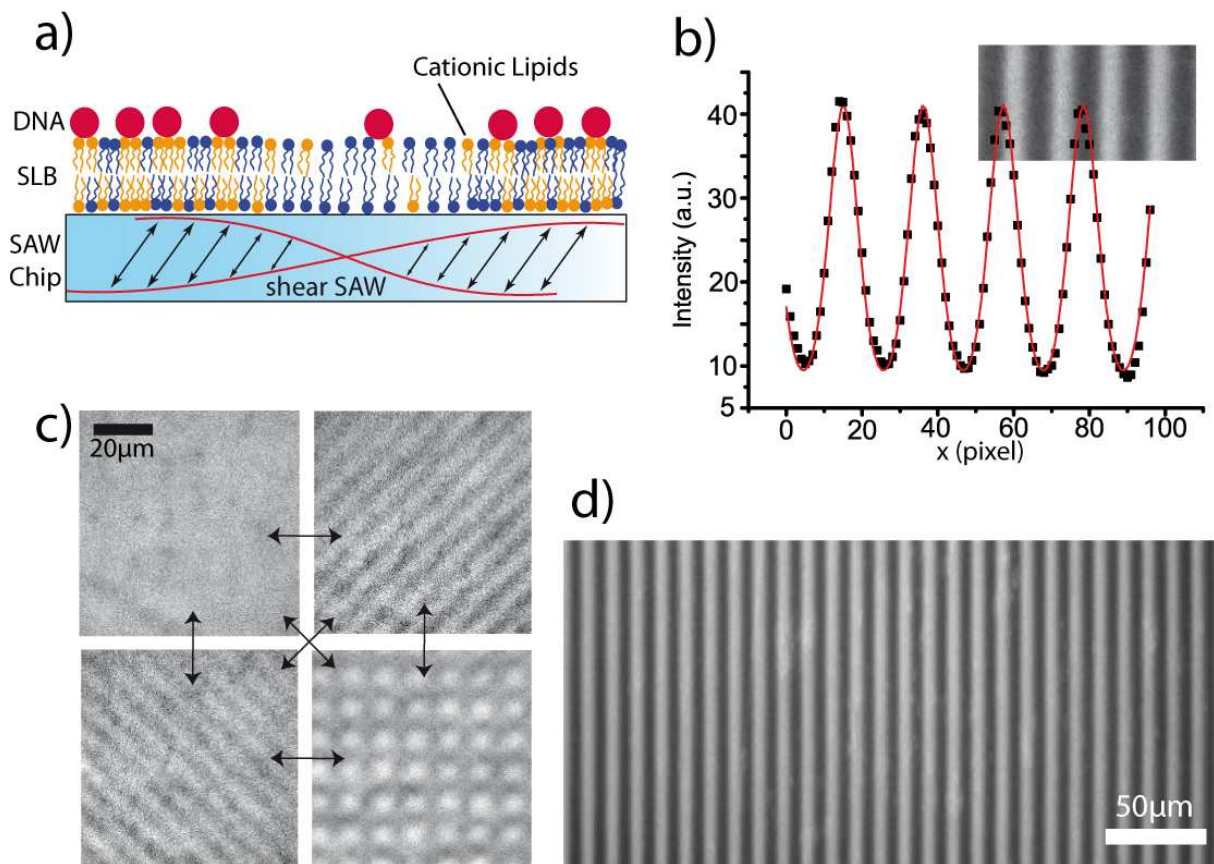 a)
Cationic Lipids
DNA
SLB
SAW
Chip
shear SAW
b)
Intensity (a.u.)
40
30
20
10
5
0
20
40
60
80
100
x (pixel)
c)
20µm
d)
50µm